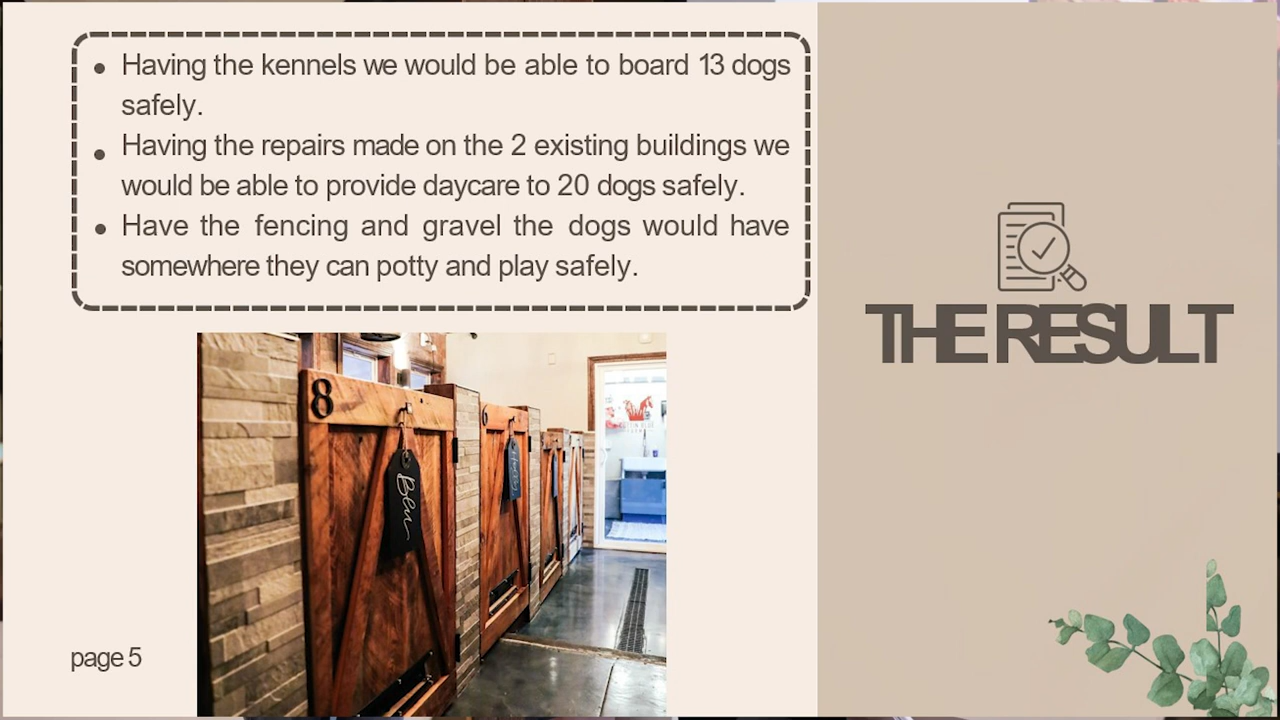 Having the kennels we would be able to board 13 dogs
safely.
Having the repairs made on the 2 existing buildings we
would be able to provide daycare to 20 dogs safely.
Have the fencing and gravel the dogs would have
somewhere they can potty and play safely.
THE RESULT
8
6
Blu
page 5